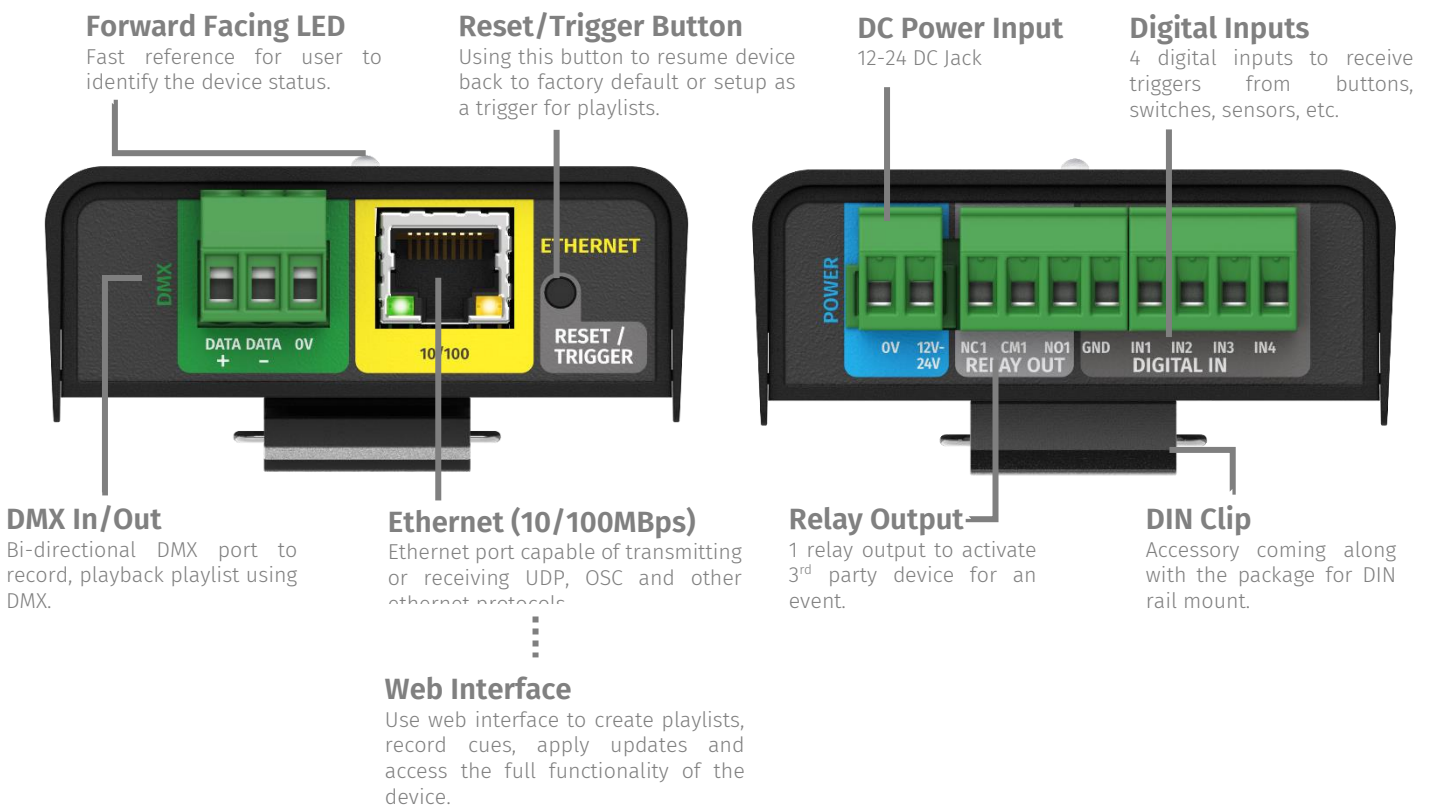 Forward Facing LED
Fast reference for user to
identify the device status.
Reset/Trigger Button
Using this button to resume device
back to factory default or setup as
a trigger for playlists.
DC Power Input
12-24 DC Jack
Digital Inputs
4 digital inputs to receive
triggers from buttons,
switches, sensors, etc.
DMX
DATA DATA 0V
+ −
ETHERNET
10/100
RESET /
TRIGGER
POWER
0V 12V-
24V
NC1 CM1 NO1 GND IN1 IN2 IN3 IN4
RELAY OUT DIGITAL IN
DMX In/Out
Bi-directional DMX port to
record, playback playlist using
DMX.
Ethernet (10/100MBps)
Ethernet port capable of transmitting
or receiving UDP, OSC and other
ethernet protocols
Relay Output
1 relay output to activate
3rd party device for an
event.
DIN Clip
Accessory coming along
with the package for DIN
rail mount.
Web Interface
Use web interface to create playlists,
record cues, apply updates and
access the full functionality of the
device.